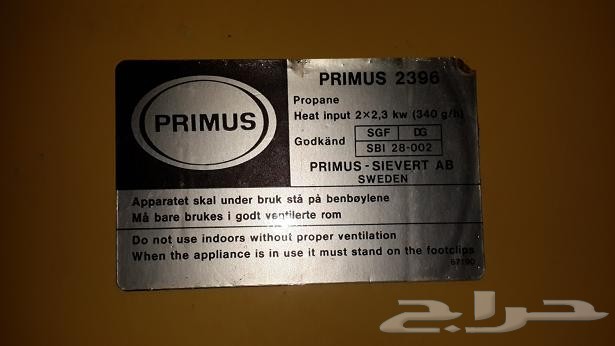 PRIMUS
PRIMUS 2396
Propane
Heat input 2×2,3 kw (340 g/h)
Godkänd
SGF DG
SBI 28-002
PRIMUS - SIEVERT AB
SWEDEN
Apparatet skal under bruk stå på benbøylene
Må bare brukes i godt ventilerte rom
Do not use indoors without proper ventilation
When the appliance is in use it must stand on the footclips
67190
حراج